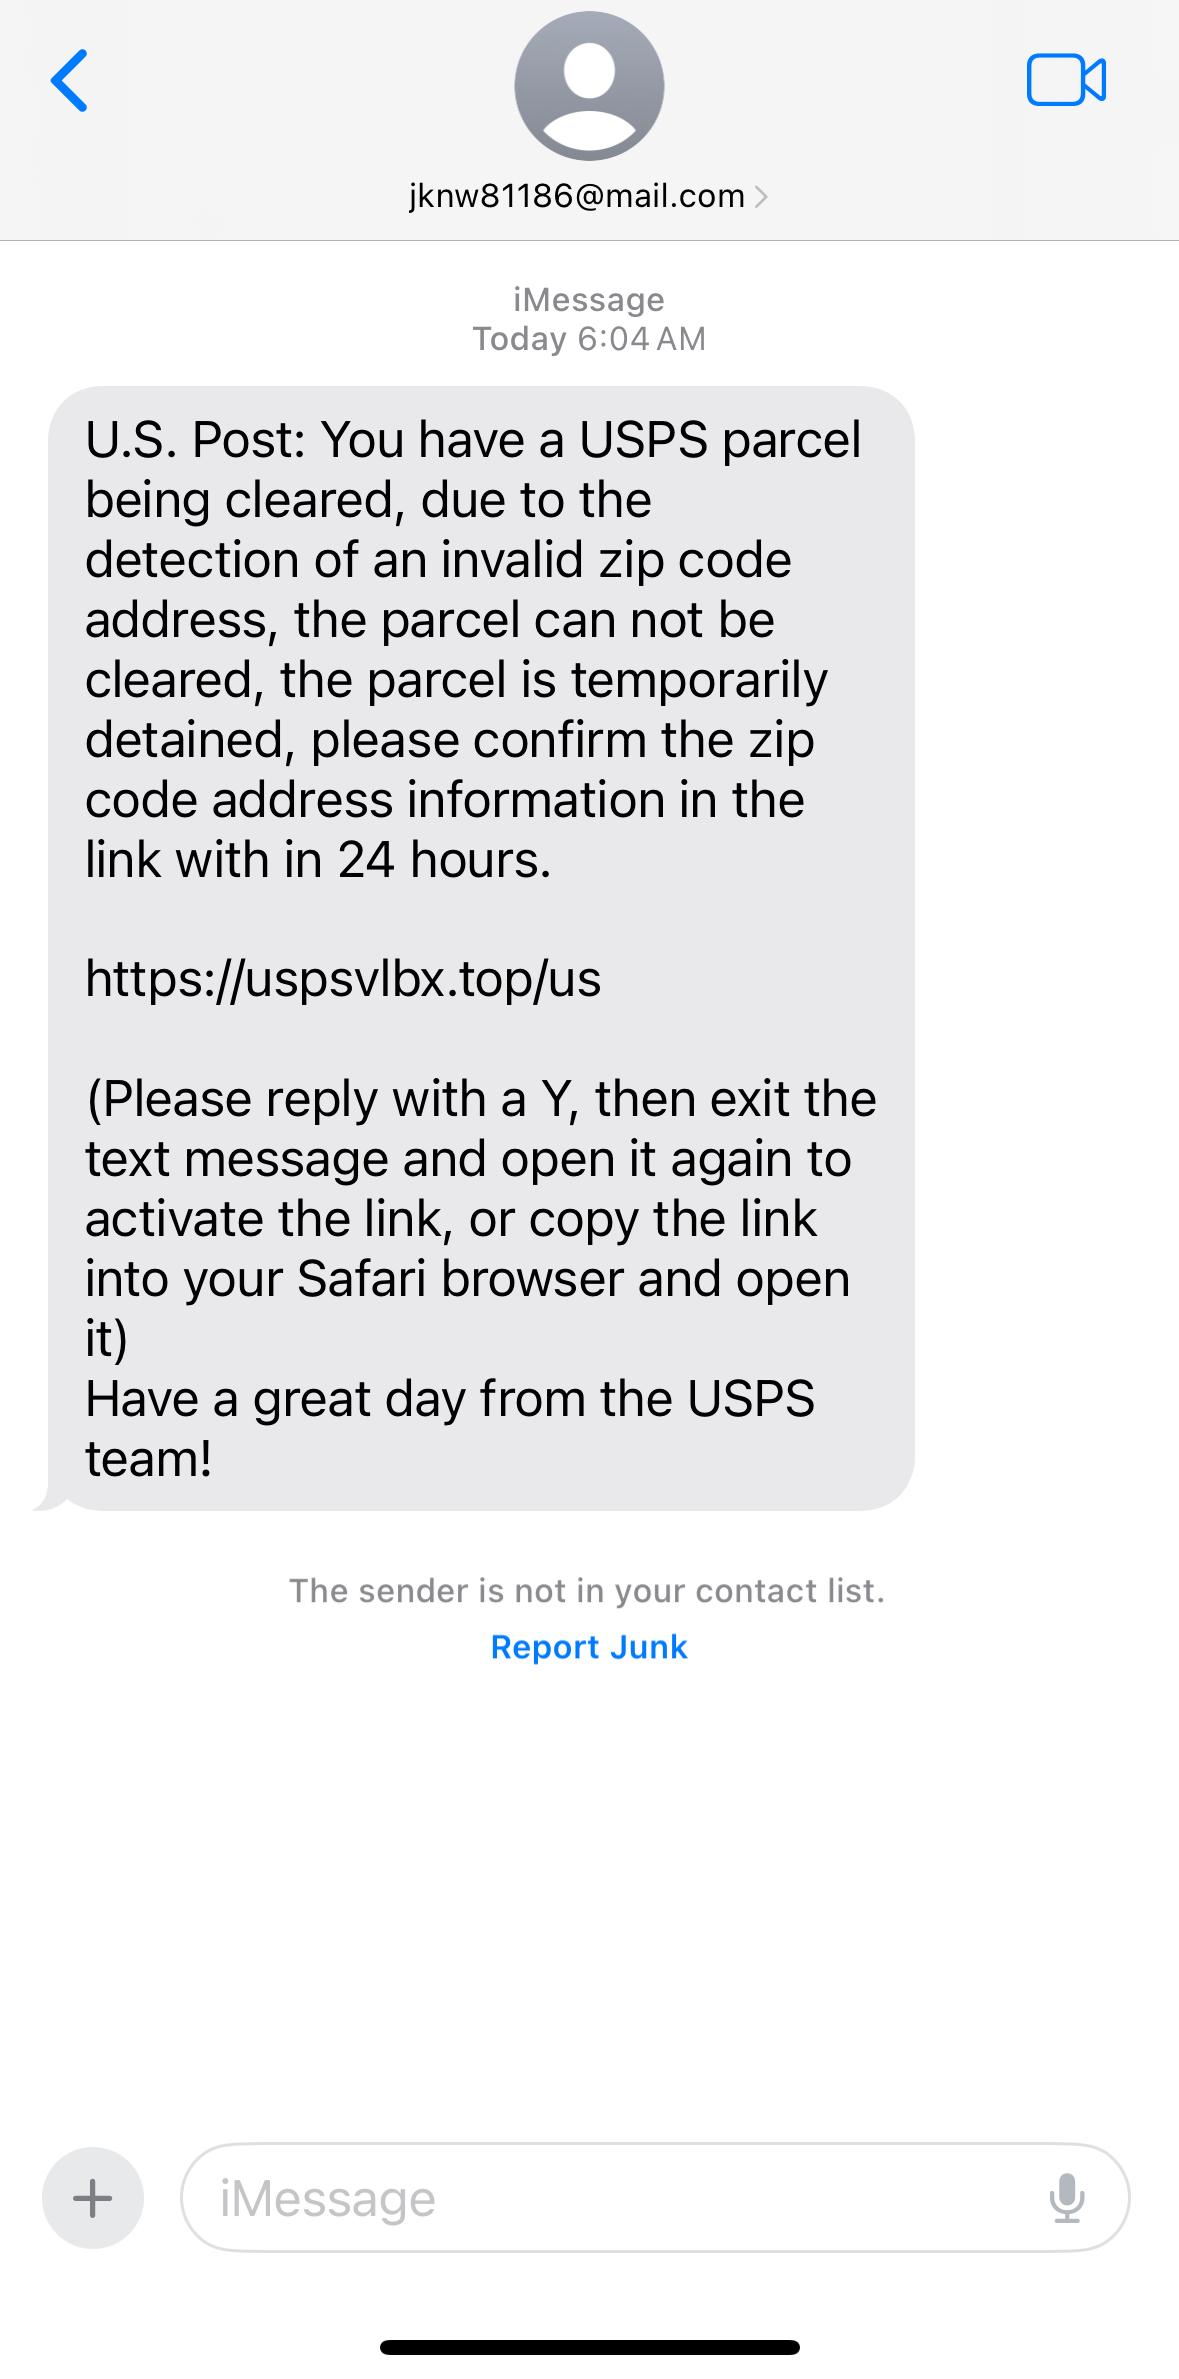 jknw81186@mail.com
iMessage
Today 6:04 AM
U.S. Post: You have a USPS parcel
being cleared, due to the
detection of an invalid zip code
address, the parcel can not be
cleared, the parcel is temporarily
detained, please confirm the zip
code address information in the
link with in 24 hours.
https://uspsvlbx.top/us
(Please reply with a Y, then exit the
text message and open it again to
activate the link, or copy the link
into your Safari browser and open
it)
Have a great day from the USPS
team!
The sender is not in your contact list.
Report Junk
iMessage